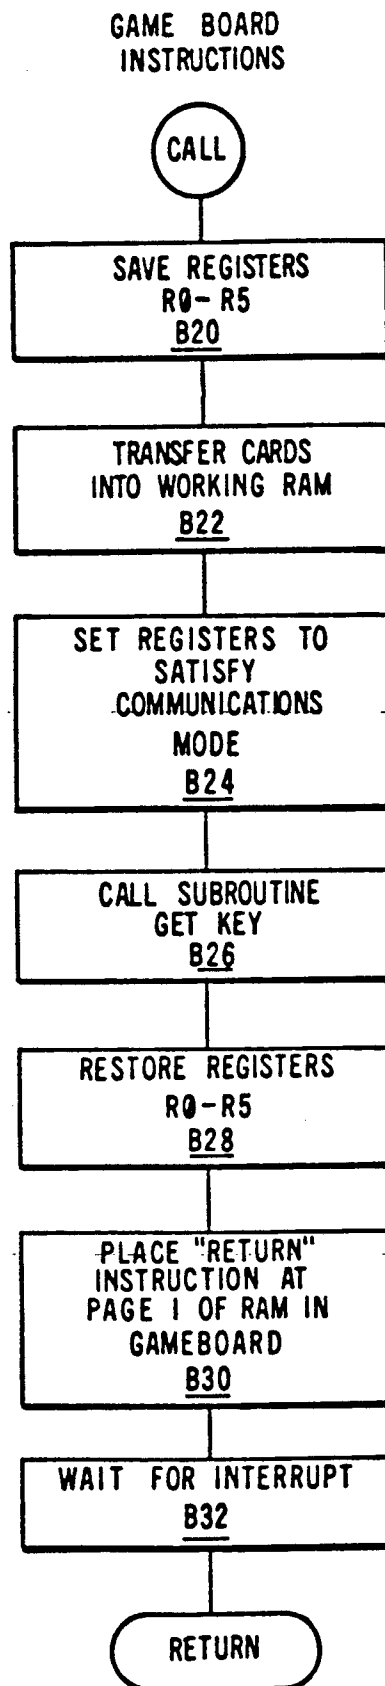 GAME BOARD
INSTRUCTIONS
CALL
SAVE REGISTERS
R0-R5
B20
TRANSFER CARDS
INTO WORKING RAM
B22
SET REGISTERS TO
SATISFY
COMMUNICATIONS
MODE
B24
CALL SUBROUTINE
GET KEY
B26
RESTORE REGISTERS
R0-R5
B28
PLACE "RETURN"
INSTRUCTION AT
PAGE 1 OF RAM IN
GAMEBOARD
B30
WAIT FOR INTERRUPT
B32
RETURN